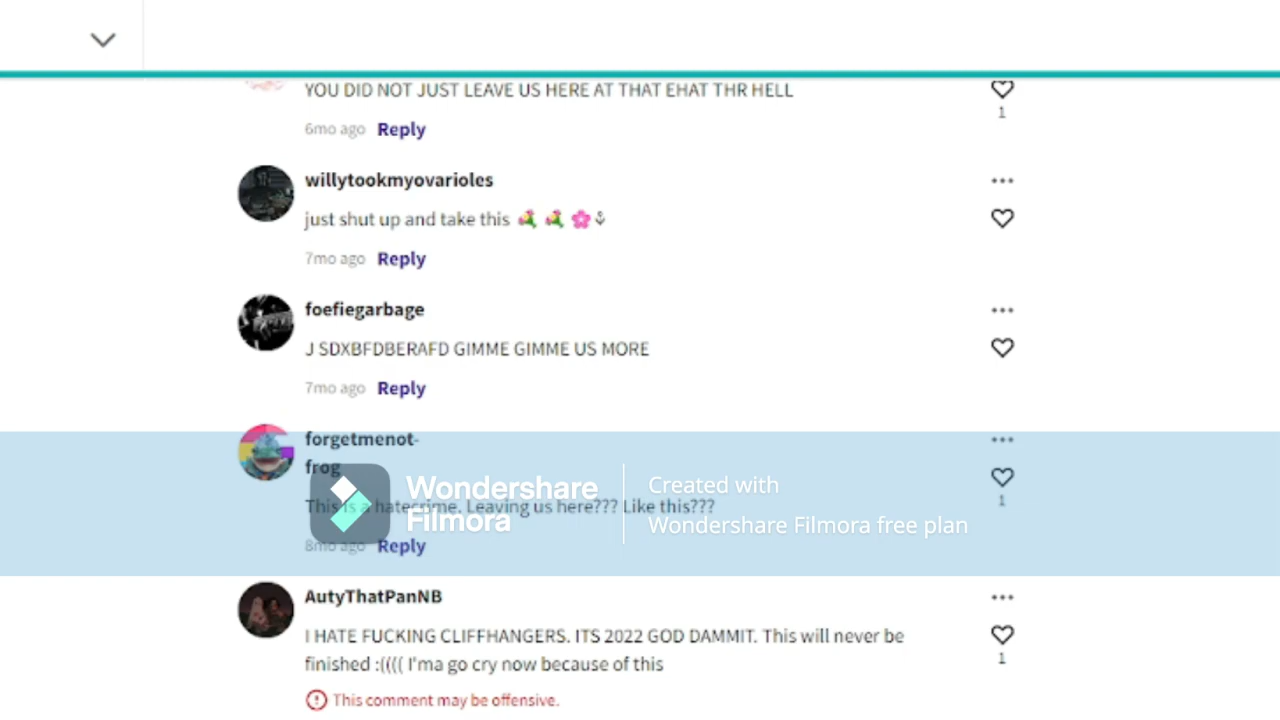 YOU DID NOT JUST LEAVE US HERE AT THAT EHAT THR HELL
1
6mo ago Reply
willytookmyovarioles
just shut up and take this 💐 💐 🌸⚘
7mo ago Reply
foefiegarbage
J SDXBFDBERAFD GIMME GIMME US MORE
7mo ago Reply
forgetmenot-
frog
This is a hatecrime. Leaving us here??? Like this???
1
8mo ago Reply
Wondershare
Filmora
Created with
Wondershare Filmora free plan
AutyThatPanNB
I HATE FUCKING CLIFFHANGERS. ITS 2022 GOD DAMMIT. This will never be
finished :(((( I'ma go cry now because of this
1
This comment may be offensive.